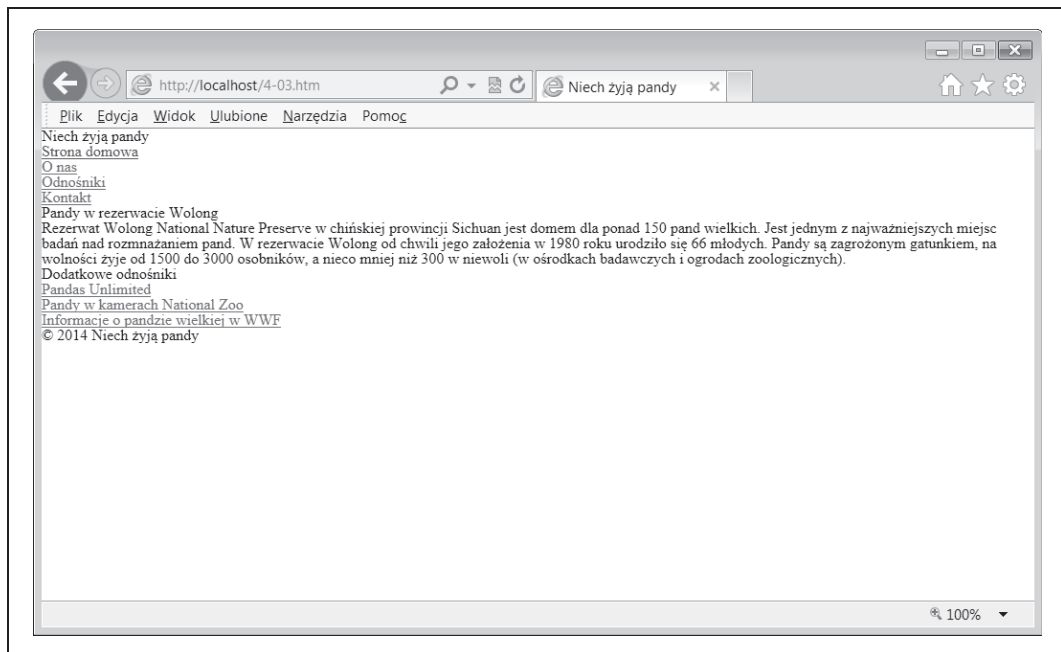 http://localhost/4-03.htm
Niech żyją pandy
Plik Edycja Widok Ulubione Narzędzia Pomoc
Niech żyją pandy
Strona domowa
O nas
Odnośniki
Kontakt
Pandy w rezerwacie Wolong
Rezerwat Wolong National Nature Preserve w chińskiej prowincji Sichuan jest domem dla ponad 150 pand wielkich. Jest jednym z najważniejszych miejsc
badań nad rozmnażaniem pand. W rezerwacie Wolong od chwili jego założenia w 1980 roku urodziło się 66 młodych. Pandy są zagrożonym gatunkiem, na
wolności żyje od 1500 do 3000 osobników, a nieco mniej niż 300 w niewoli (w ośrodkach badawczych i ogrodach zoologicznych).
Dodatkowe odnośniki
Pandas Unlimited
Pandy w kamerach National Zoo
Informacje o pandzie wielkiej w WWF
© 2014 Niech żyją pandy
100%